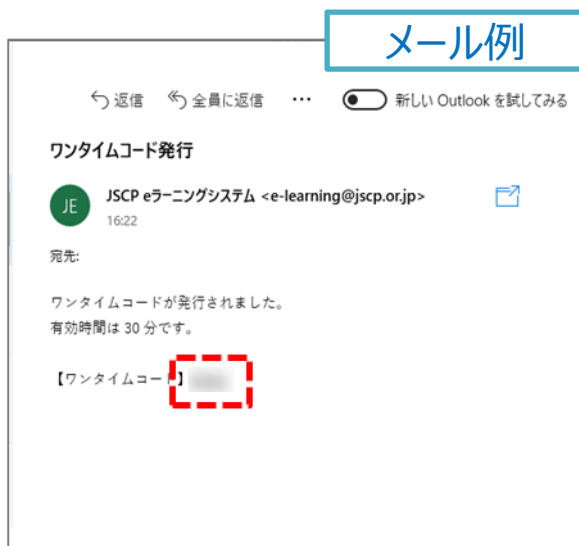 メール例
返信 全員に返信 … 新しい Outlook を試してみる
ワンタイムコード発行
JE
JSCP eラーニングシステム <e-learning@jscp.or.jp>
16:22
宛先:
ワンタイムコードが発行されました。
有効時間は 30 分です。
【ワンタイムコード】